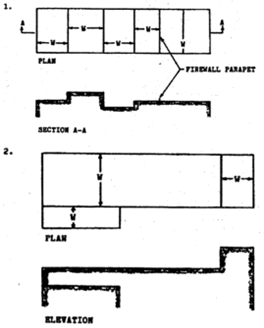 1.
A A
W W W W W
PLAN
FIREWALL PARAPET
SECTION A-A
2.
W W
W
PLAN
ELEVATION